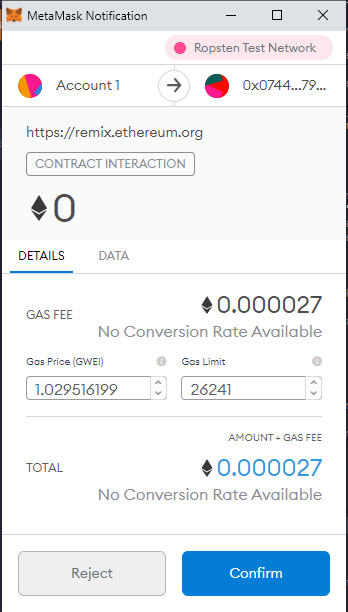 MetaMask Notification
Ropsten Test Network
Account 1 0x0744...79...
https://remix.ethereum.org
CONTRACT INTERACTION
0
DETAILS DATA
GAS FEE 0.000027
No Conversion Rate Available
Gas Price (GWEI) Gas Limit
1.029516199 26241
AMOUNT + GAS FEE
TOTAL 0.000027
No Conversion Rate Available
Reject Confirm